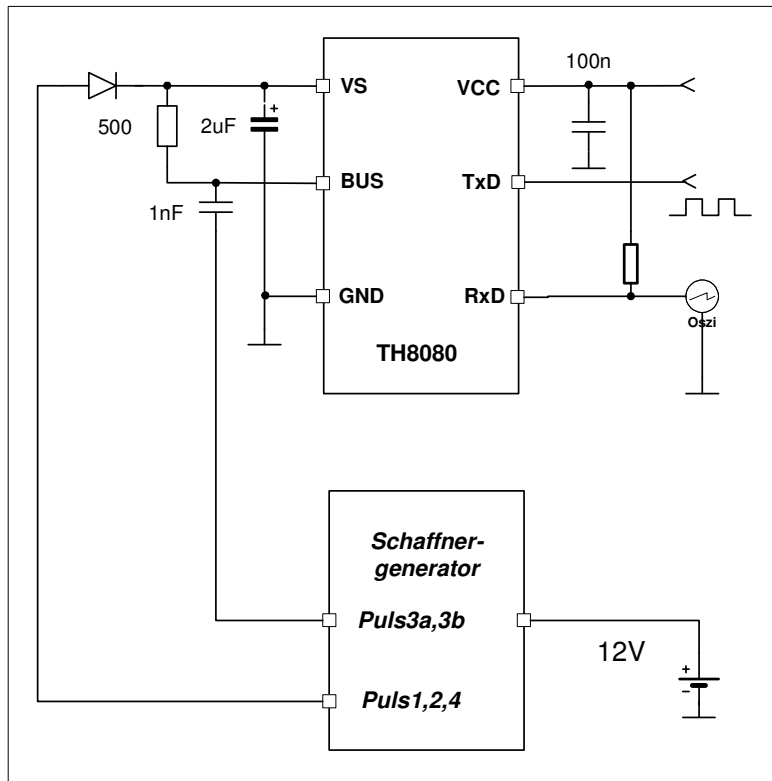 100n
VS
VCC
500
2uF
+
BUS
TxD
1nF
GND
RxD
Oszi
TH8080
Schaffner-
generator
Puls3a,3b
12V
+
−
Puls1,2,4